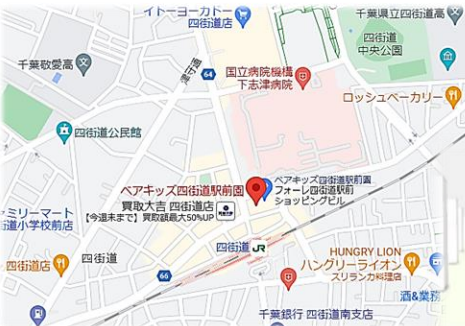 イトーヨーカドー
四街道店
千葉県立四街道高
四街道
中央公園
千葉敬愛高
64
国立病院機構
下志津病院
ロッシュベーカリー
四街道公民館
ベアキッズ四街道駅前園
買取大吉 四街道店
【今週末まで】買取額最大50%UP
ベアキッズ四街道駅前園
フォーレ四街道駅前
ショッピングビル
ミリーマート
道小学校前店
四街道店
四街道
四街道
JR
66
HUNGRY LION
ハングリーライオン
スリランカ料理店
酒&業務
千葉銀行 四街道南支店